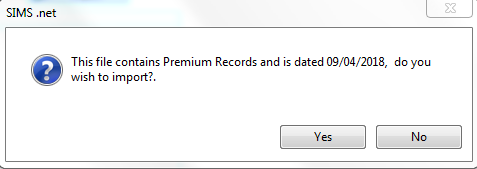 SIMS .net
This file contains Premium Records and is dated 09/04/2018,  do you
wish to import?.
Yes
No